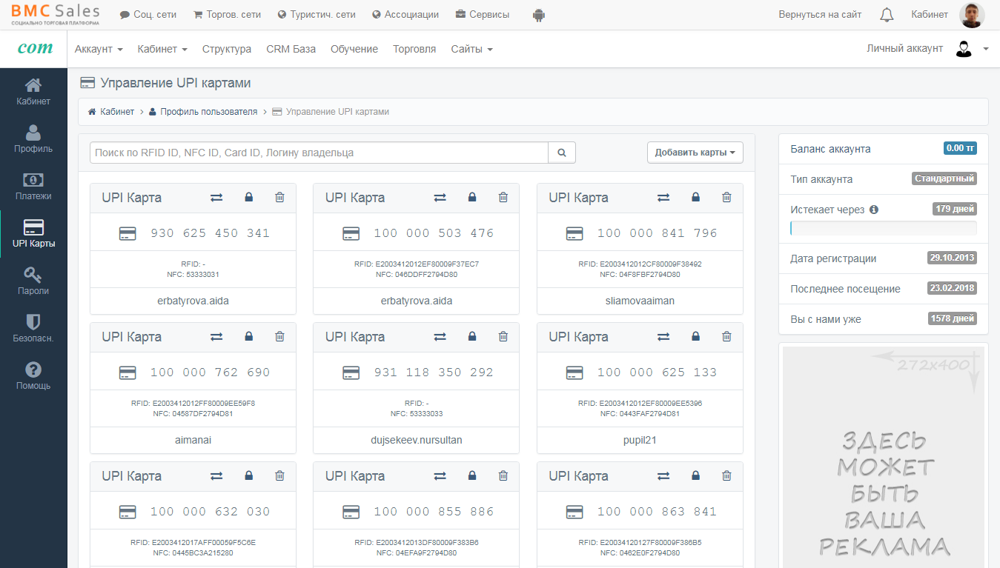 BMC Sales
СОЦИАЛЬНО ТОРГОВАЯ ПЛАТФОРМА
Соц. сети
Торгов. сети
Туристич. сети
Ассоциации
Сервисы
Вернуться на сайт
Кабинет
com
Аккаунт
Кабинет
Структура
CRM База
Обучение
Торговля
Сайты
Личный аккаунт
Кабинет
Профиль
Платежи
UPI Карты
Пароли
Безопасн.
Помощь
Управление UPI картами
Кабинет > Профиль пользователя > Управление UPI картами
Поиск по RFID ID, NFC ID, Card ID, Логину владельца
Добавить карты
UPI Карта
930 625 450 341
RFID: -
NFC: 53333031
erbatyrova.aida
UPI Карта
100 000 503 476
RFID: E2003412012EF80009F37EC7
NFC: 046DDFF2794D80
erbatyrova.aida
UPI Карта
100 000 841 796
RFID: E2003412012CF80009F38492
NFC: 04F8FBF2794D80
sliamovaaiman
UPI Карта
100 000 762 690
RFID: E2003412012FF80009EE59F8
NFC: 04587DF2794D81
aimanai
UPI Карта
931 118 350 292
RFID: -
NFC: 53333033
dujsekeev.nursultan
UPI Карта
100 000 625 133
RFID: E2003412012EF80009EE5396
NFC: 0443FAF2794D81
pupil21
UPI Карта
100 000 632 030
RFID: E2003412017AFF00059F5C6E
NFC: 0445BC3A215280
UPI Карта
100 000 855 886
RFID: E2003412013DF80009F383B6
NFC: 04EFA9F2794D80
UPI Карта
100 000 863 841
RFID: E20034120127F80009F386B5
NFC: 0462E0F2794D80
Баланс аккаунта 0.00 тг
Тип аккаунта Стандартный
Истекает через 179 дней
Дата регистрации 29.10.2013
Последнее посещение 23.02.2018
Вы с нами уже 1578 дней
272x400
ЗДЕСЬ
МОЖЕТ
БЫТЬ
ВАША
РЕКЛАМА